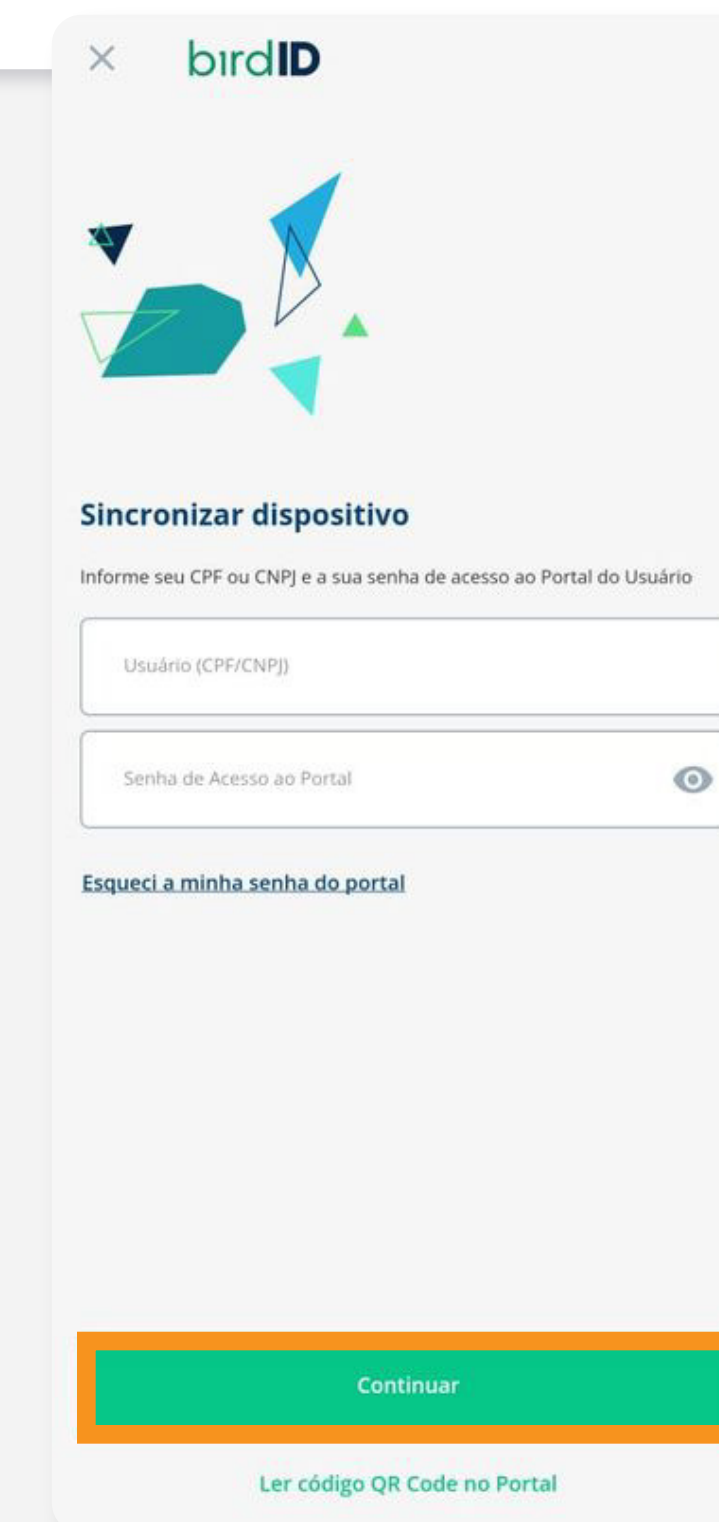 birdID
Sincronizar dispositivo
Informe seu CPF ou CNPJ e a sua senha de acesso ao Portal do Usuário
Usuário (CPF/CNPJ)
Senha de Acesso ao Portal
Esqueci a minha senha do portal
Continuar
Ler código QR Code no Portal